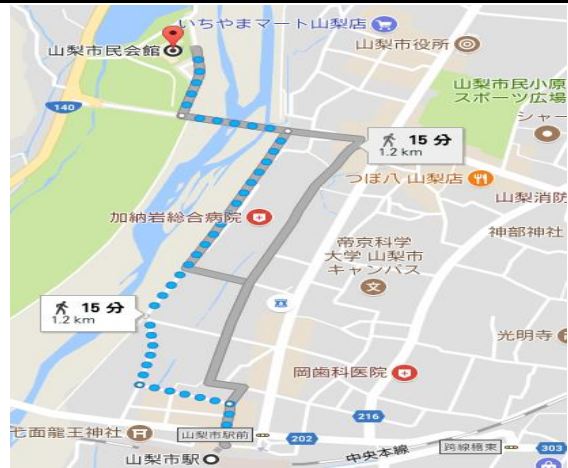 いちやまマート山梨店
山梨市民会館
山梨市役所
山梨市民小原
スポーツ広場
140
シャー
15 分
1.2 km
つぼ八 山梨店
山梨消防
加納岩総合病院
神部神社
帝京科学
大学 山梨市
キャンパス
15 分
1.2 km
光明寺
岡歯科医院
216
七面龍王神社
山梨市駅前
202
山梨市駅
中央本線
跨線橋東
303